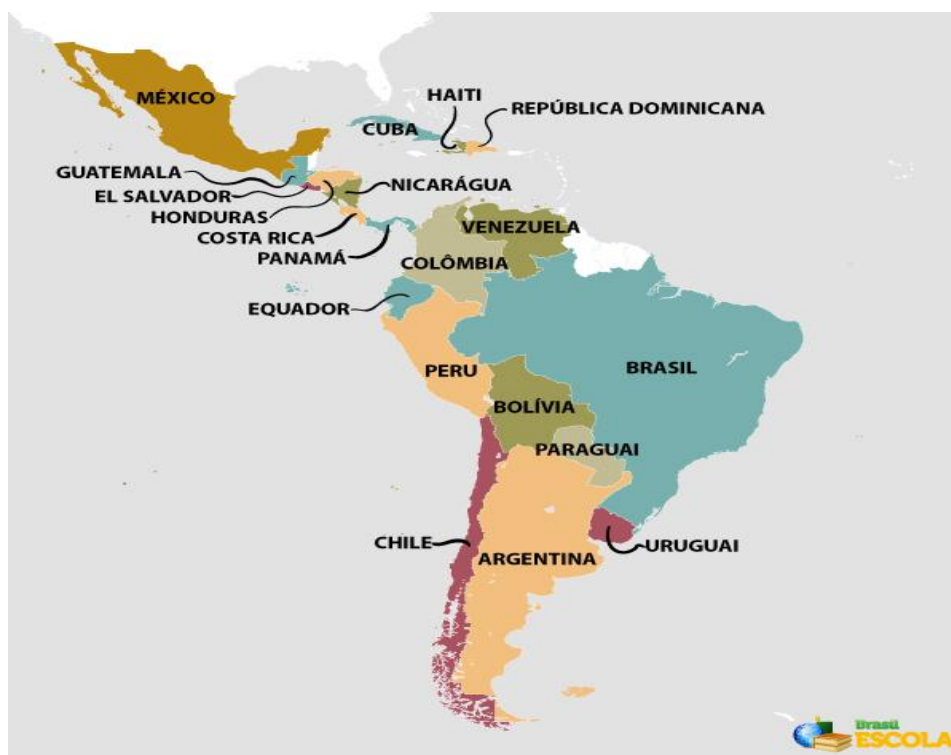 MÉXICO
HAITI
REPÚBLICA DOMINICANA
CUBA
GUATEMALA
EL SALVADOR
NICARÁGUA
HONDURAS
COSTA RICA
PANAMÁ
VENEZUELA
COLÔMBIA
EQUADOR
PERU
BRASIL
BOLÍVIA
PARAGUAI
CHILE
ARGENTINA
URUGUAI
Brasil
ESCOLA